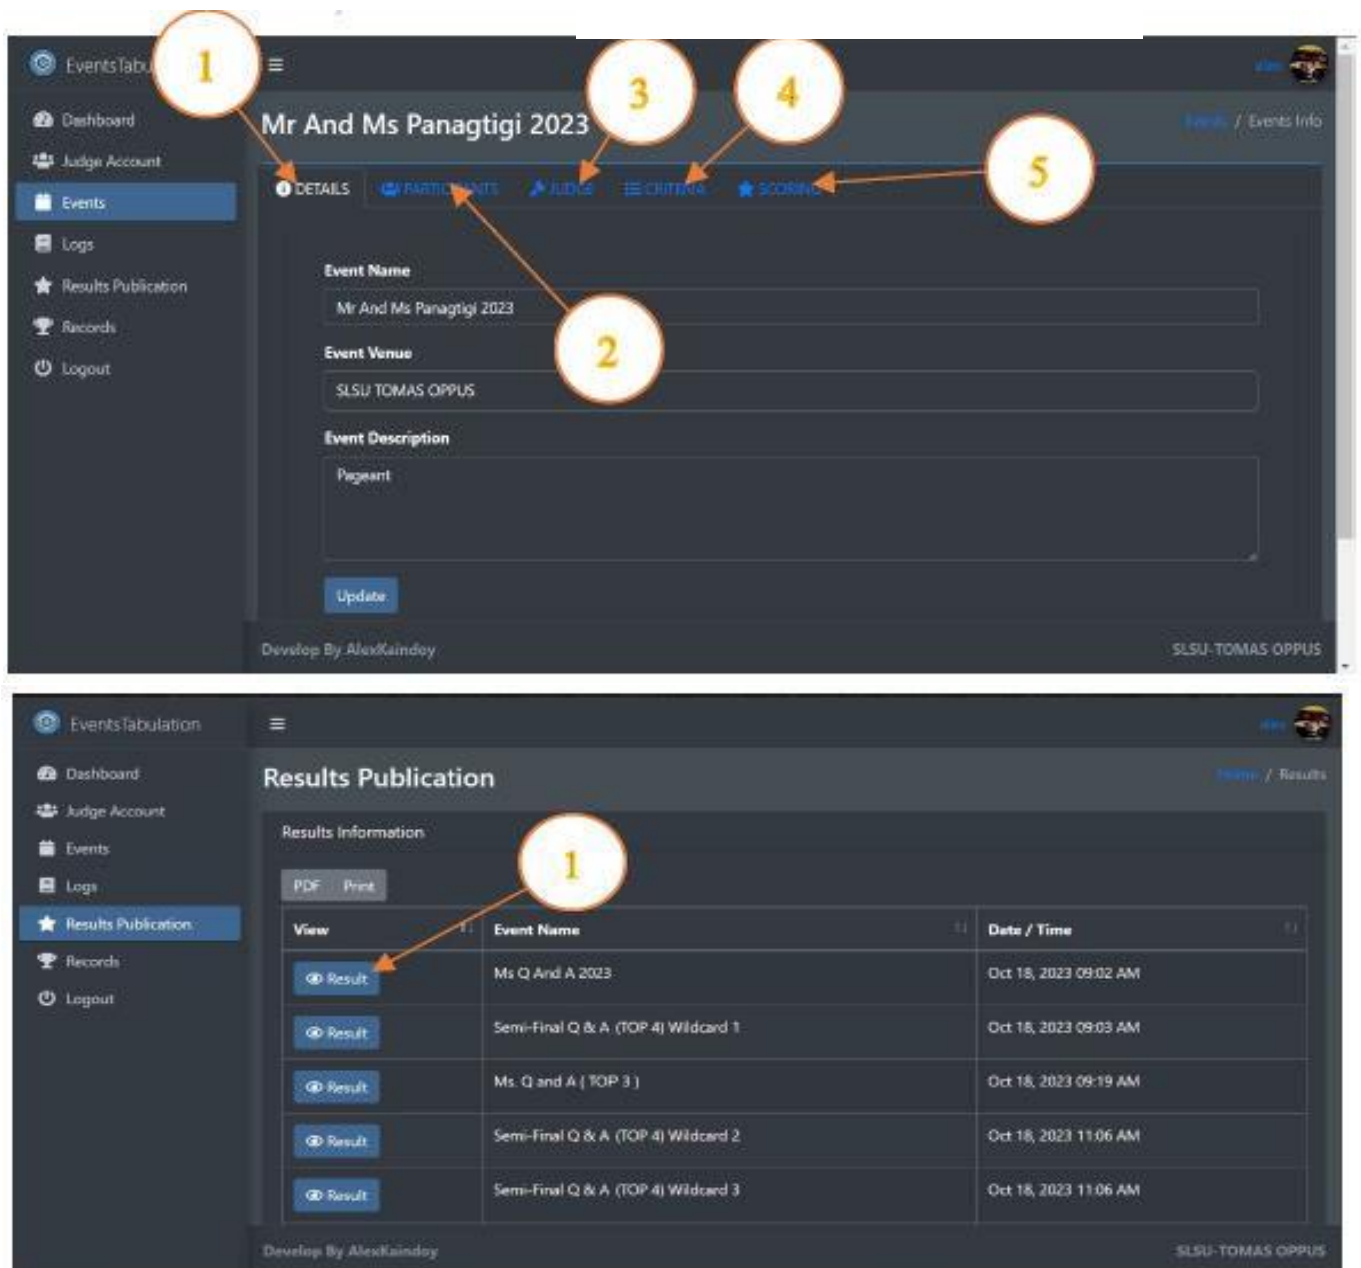 EventsTabu
1
3
4
Dashboard
Mr And Ms Panagtigi 2023
/ Events Info
Judge Account
5
DETAILS
PARTICIPANTS
JUDGE
CRITERIA
SCORING
Events
Logs
Event Name
Results Publication
Mr And Ms Panagtigi 2023
Records
2
Event Venue
Logout
SLSU TOMAS OPPUS
Event Description
Pageant
Update
Develop By AlexKaindoy
SLSU-TOMAS OPPUS
EventsTabulation
Dashboard
Results Publication
Home / Results
Judge Account
Results Information
Events
1
Logs
PDF Print
Results Publication
View Event Name Date / Time
Records
Result Ms Q And A 2023 Oct 18, 2023 09:02 AM
Logout
Result Semi-Final Q & A (TOP 4) Wildcard 1 Oct 18, 2023 09:03 AM
Result Ms. Q and A ( TOP 3 ) Oct 18, 2023 09:19 AM
Result Semi-Final Q & A (TOP 4) Wildcard 2 Oct 18, 2023 11:06 AM
Result Semi-Final Q & A (TOP 4) Wildcard 3 Oct 18, 2023 11:06 AM
Develop By AlexKaindoy
SLSU-TOMAS OPPUS